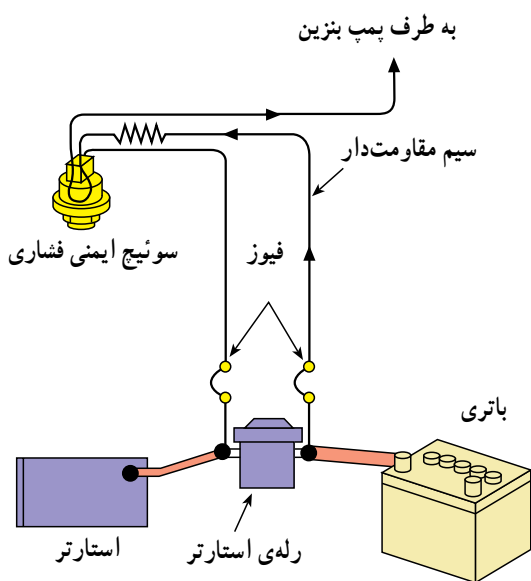 به طرف پمپ بنزین
سیم مقاومت‌دار
سوئیچ ایمنی فشاری
فیوز
باتری
استارتر
رله‌ی استارتر